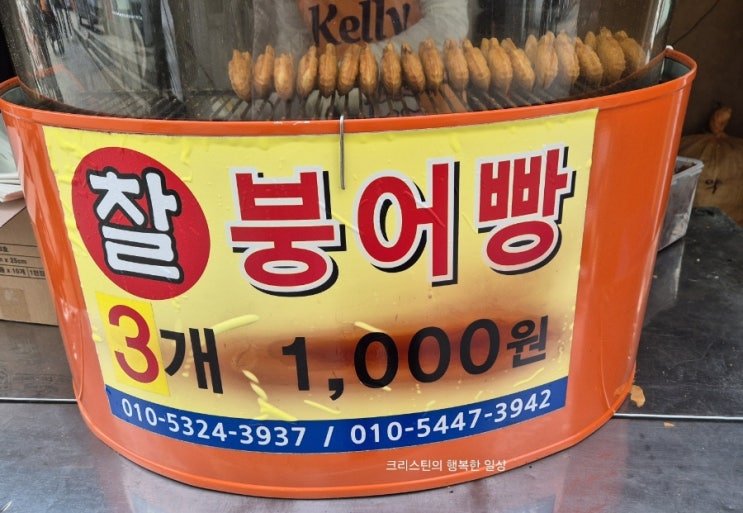 Kelly
찰 붕어빵
3개 1,000원
010-5324-3937 / 010-5447-3942
크리스틴의 행복한 일상